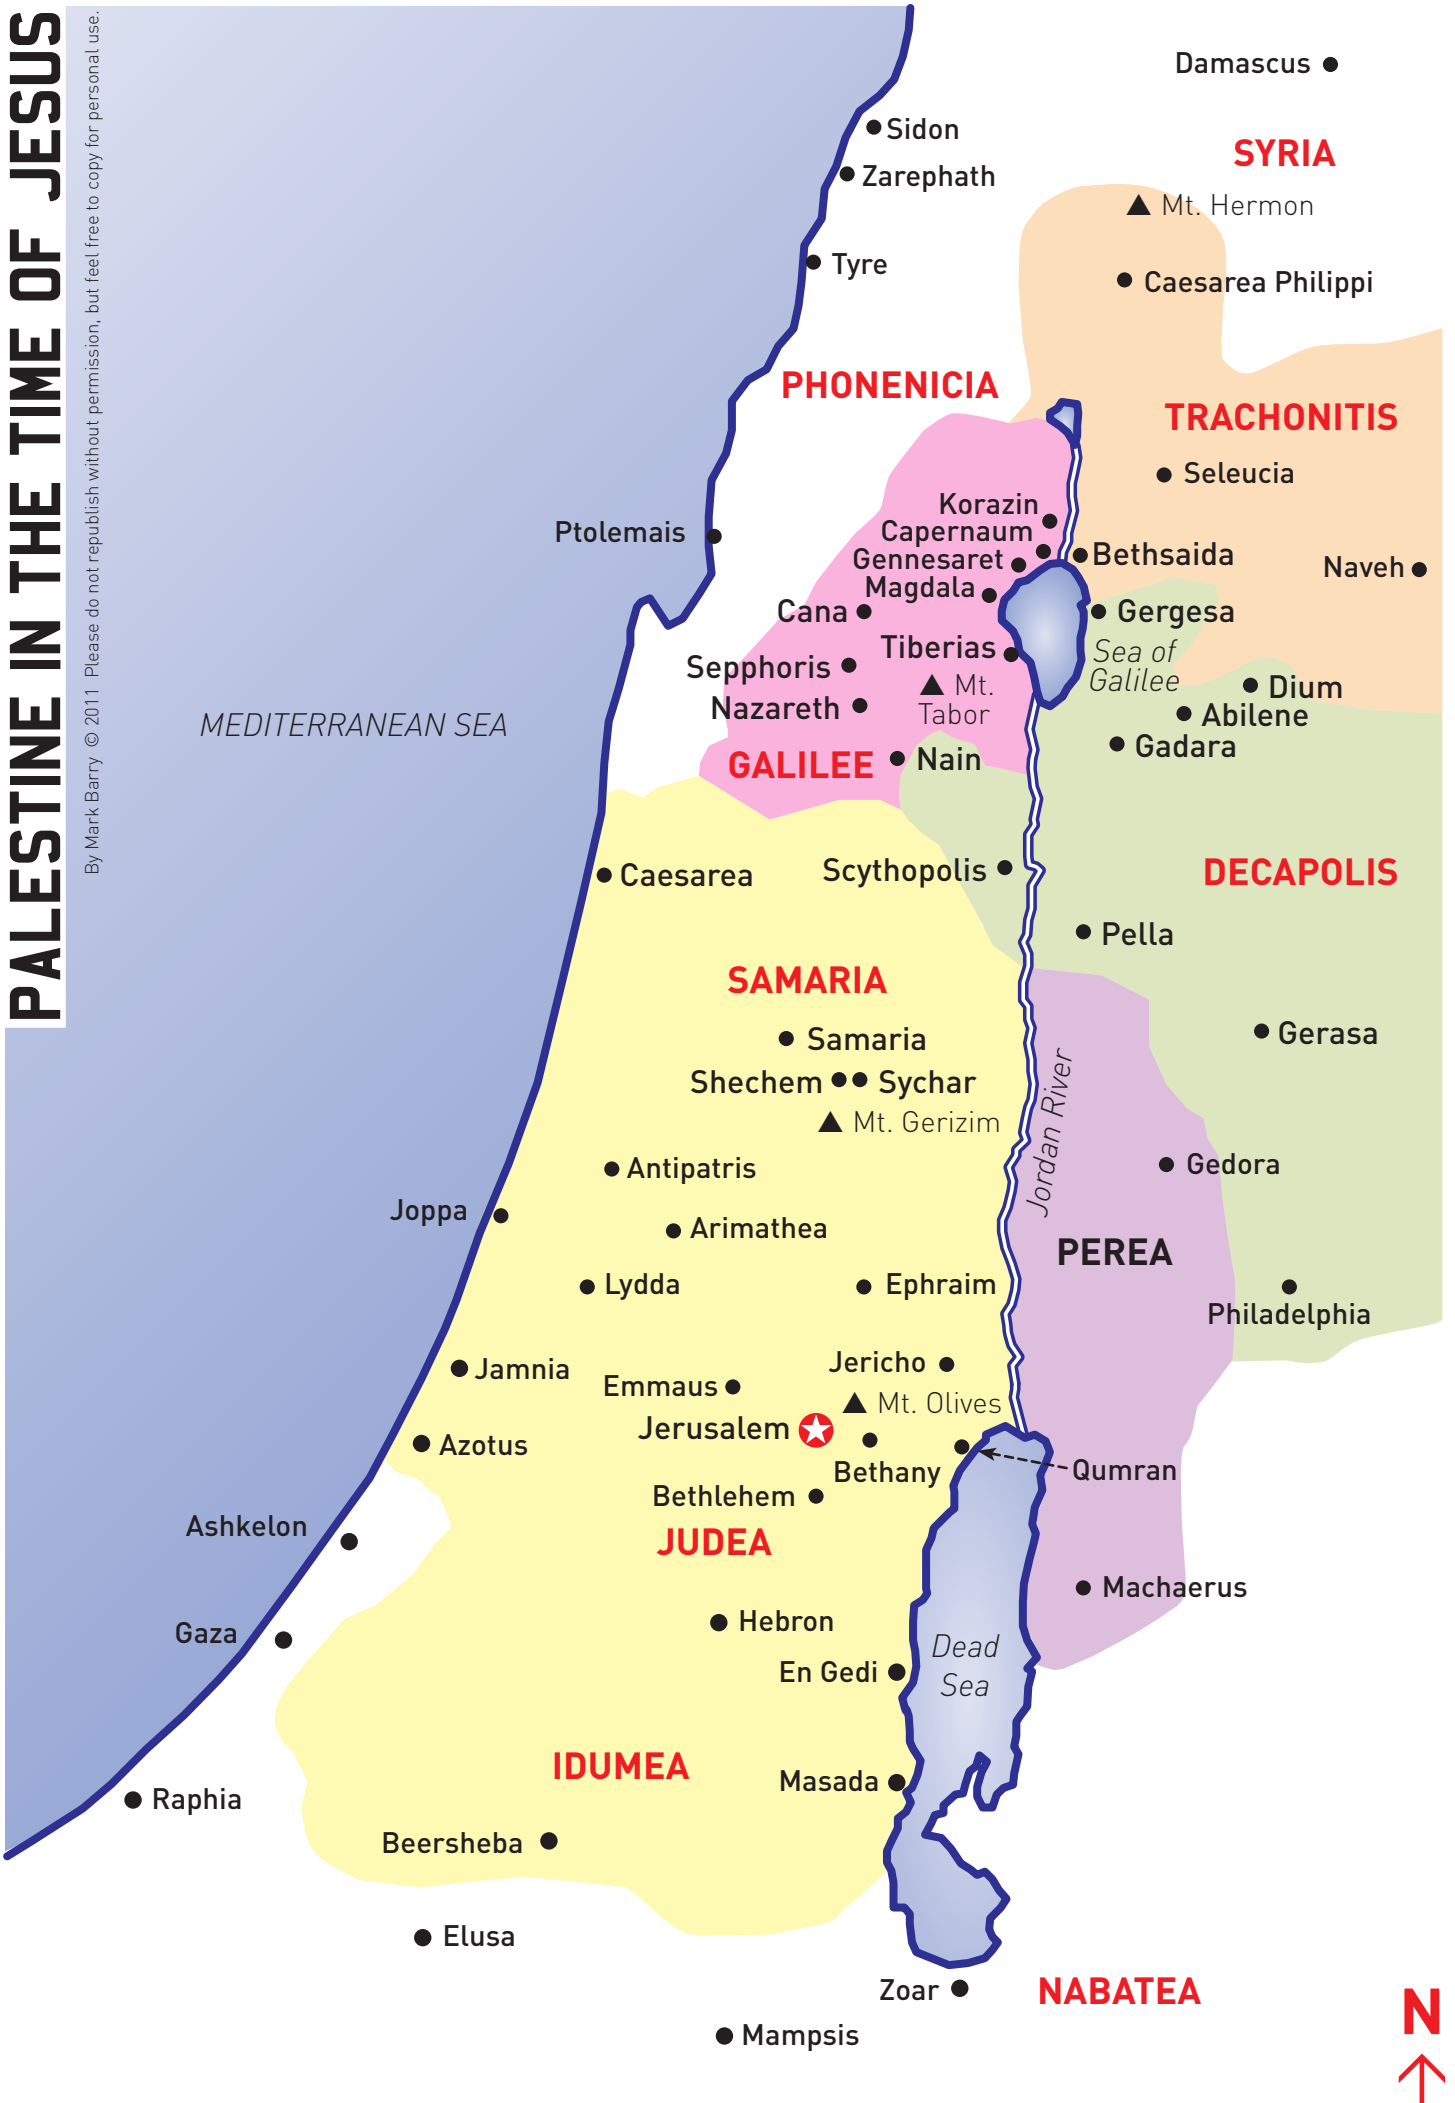 PALESTINE IN THE TIME OF JESUS
By Mark Barry © 2011 Please do not republish without permission, but feel free to copy for personal use.
Damascus
Sidon
SYRIA
Zarephath
Mt. Hermon
Tyre
Caesarea Philippi
PHONENICIA
TRACHONITIS
Seleucia
Korazin
Ptolemais
Capernaum
Bethsaida
Gennesaret
Naveh
Magdala
Cana
Gergesa
Tiberias
Sea of
Galilee
Sepphoris
Mt.
Tabor
Dium
Nazareth
Abilene
MEDITERRANEAN SEA
Gadara
GALILEE
Nain
Caesarea
Scythopolis
DECAPOLIS
Pella
SAMARIA
Samaria
Gerasa
Shechem
Sychar
Mt. Gerizim
Jordan River
Antipatris
Gedora
Joppa
Arimathea
PEREA
Lydda
Ephraim
Philadelphia
Jamnia
Jericho
Emmaus
Mt. Olives
Jerusalem
Azotus
Bethany
Qumran
Bethlehem
Ashkelon
JUDEA
Machaerus
Hebron
Gaza
Dead
Sea
En Gedi
IDUMEA
Masada
Raphia
Beersheba
Elusa
Zoar
NABATEA
Mampsis
N